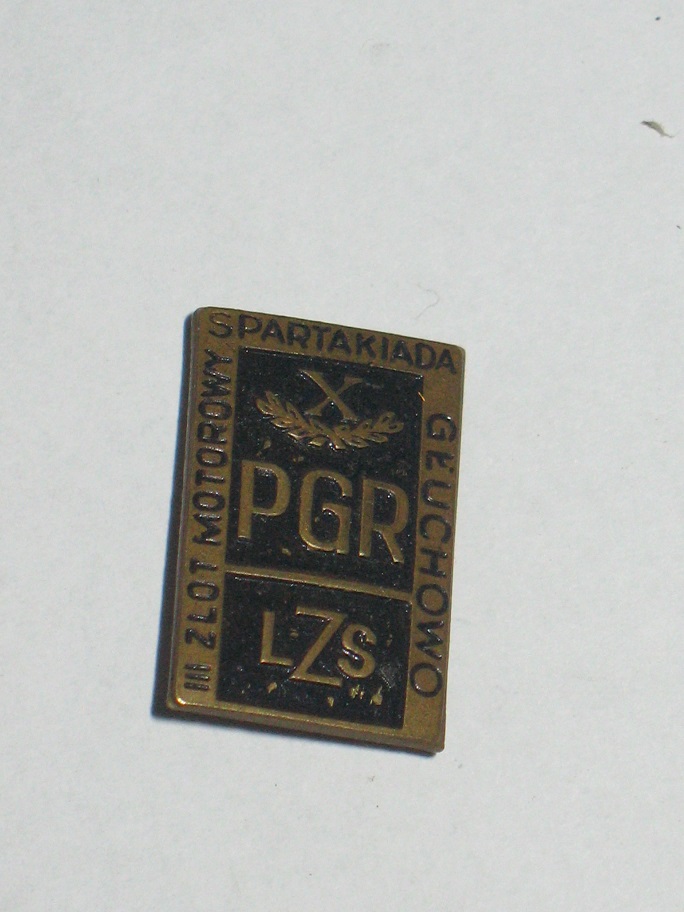 III ZLOT MOTOROWY
SPARTAKIADA
GŁUCHOWO
X
PGR
LZS